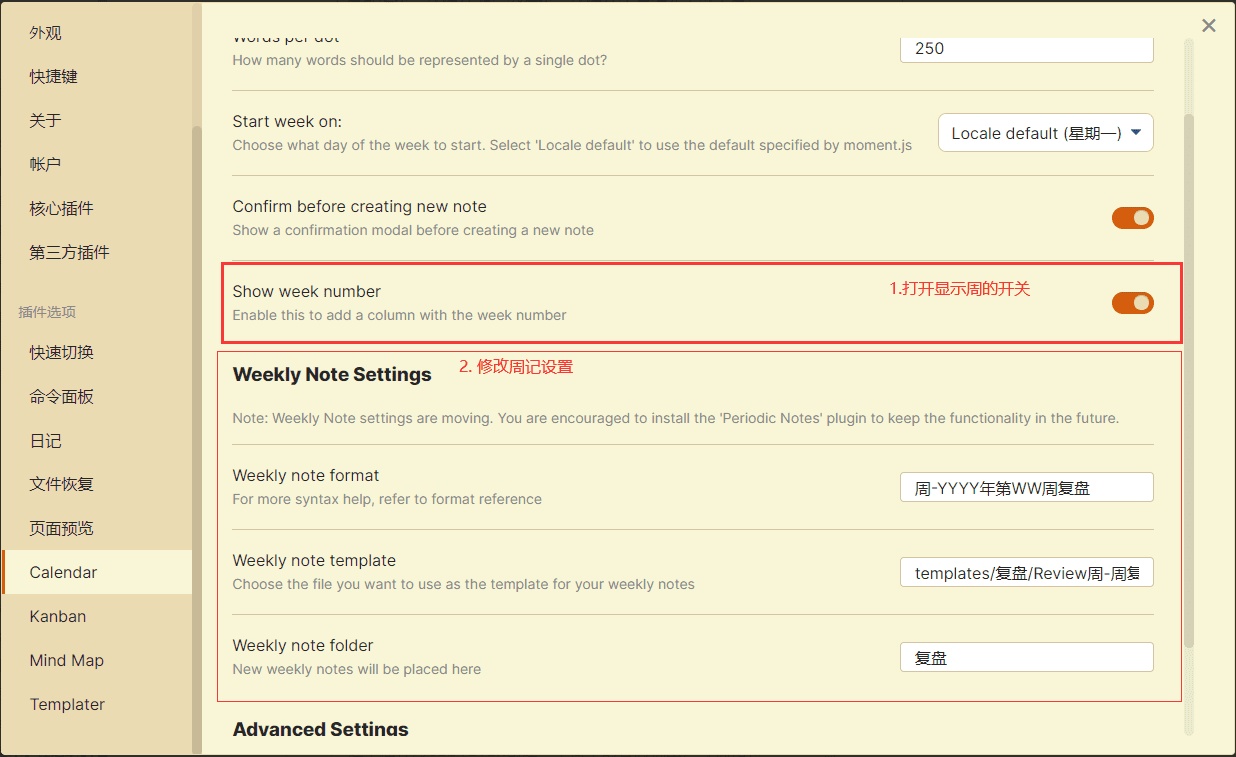 外观
快捷键
关于
帐户
核心插件
第三方插件
插件选项
快速切换
命令面板
日记
文件恢复
页面预览
Calendar
Kanban
Mind Map
Templater
Words per dot
How many words should be represented by a single dot?
250
Start week on:
Choose what day of the week to start. Select 'Locale default' to use the default specified by moment.js
Locale default (星期一)
Confirm before creating new note
Show a confirmation modal before creating a new note
Show week number
Enable this to add a column with the week number
1.打开显示周的开关
Weekly Note Settings
2. 修改周记设置
Note: Weekly Note settings are moving. You are encouraged to install the 'Periodic Notes' plugin to keep the functionality in the future.
Weekly note format
For more syntax help, refer to format reference
周-YYYY年第WW周复盘
Weekly note template
Choose the file you want to use as the template for your weekly notes
templates/复盘/Review周-周复
Weekly note folder
New weekly notes will be placed here
复盘
Advanced Settings